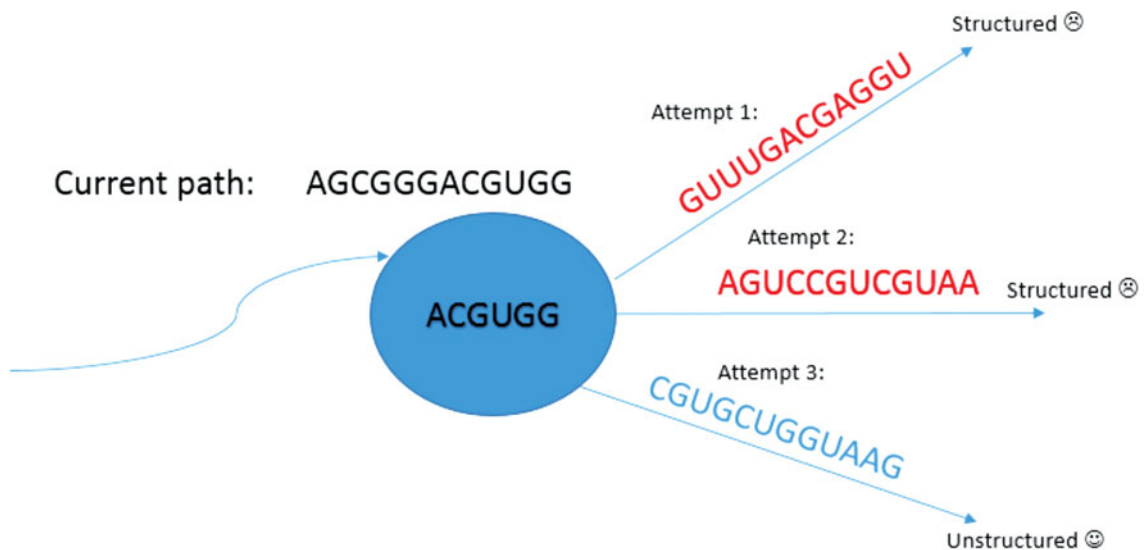 Structured ☹
Attempt 1:
GUUUGACGAGGU
Current path: AGCGGGACGUGG
Attempt 2:
AGUCCGUCGUAA
Structured ☹
ACGUGG
Attempt 3:
CGUGCUGGUAAG
Unstructured ☺